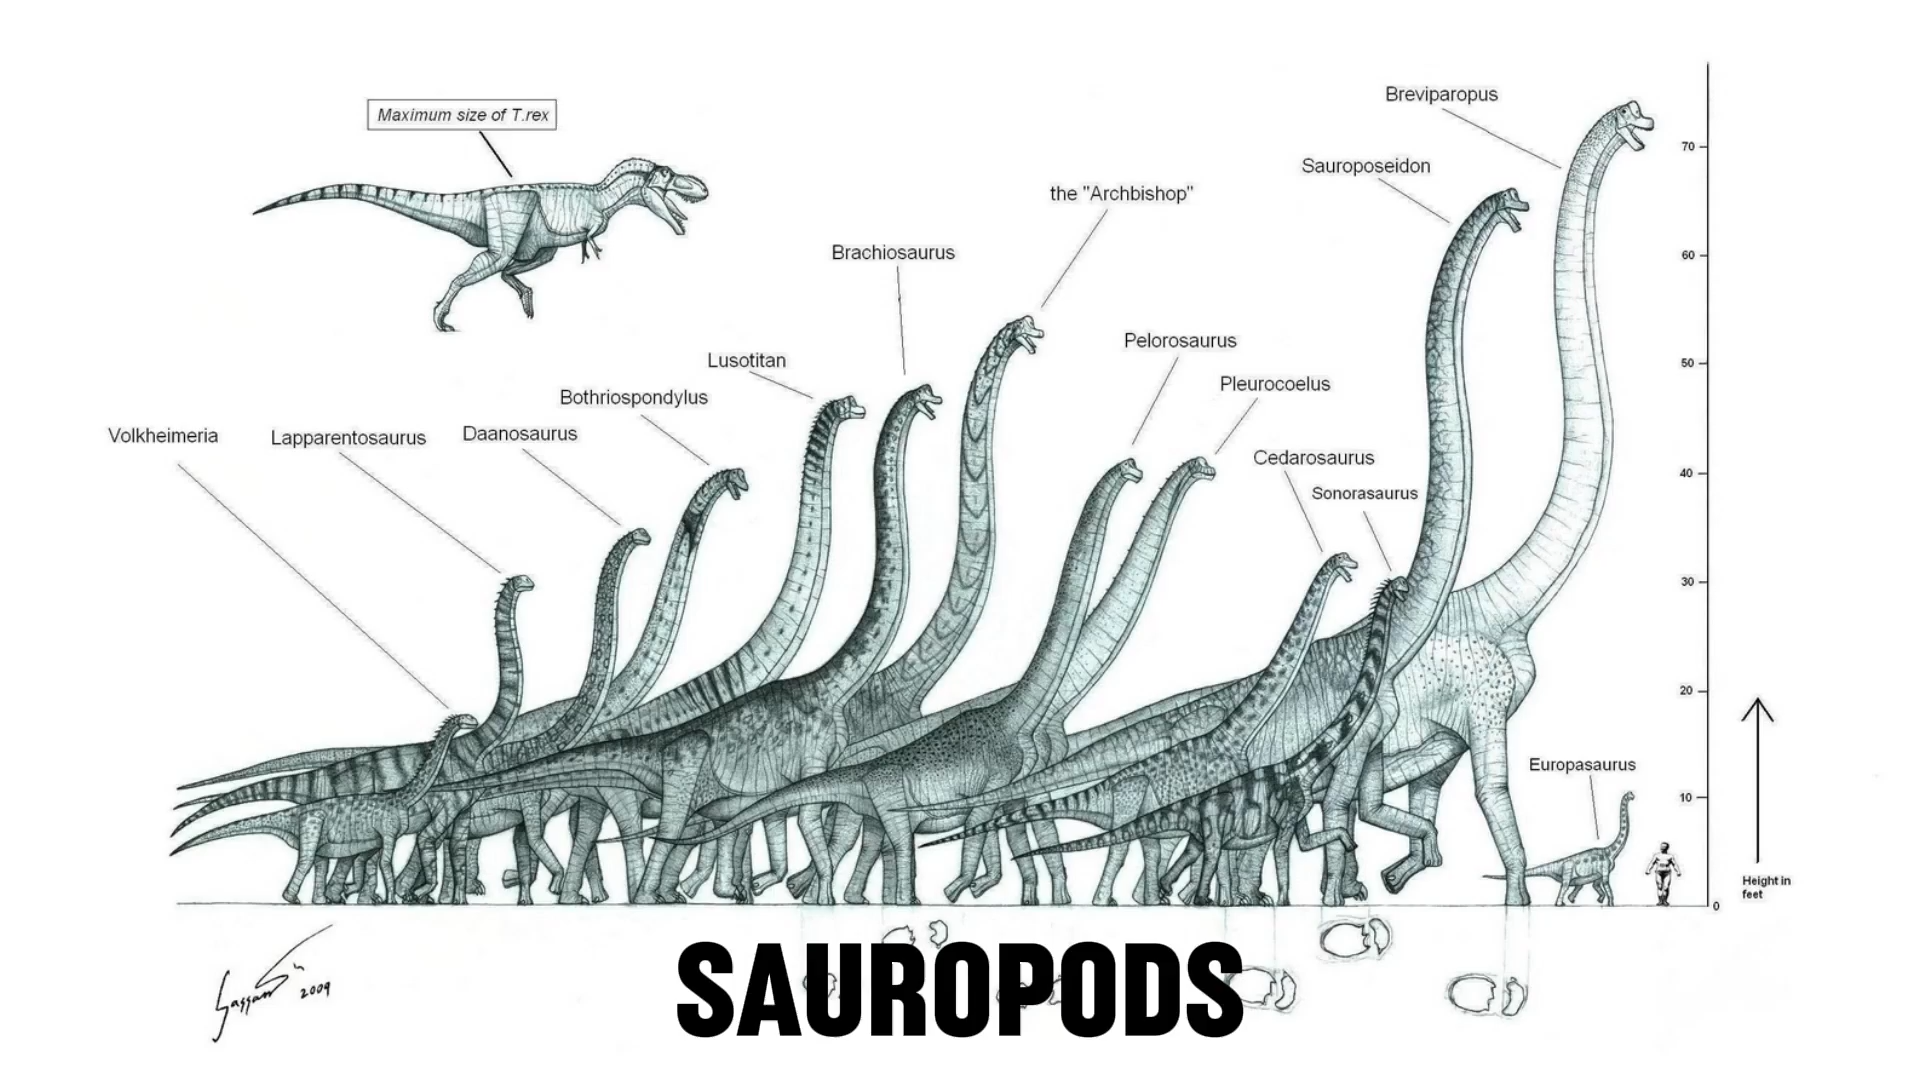 Breviparopus
Maximum size of T.rex
Sauroposeidon
the "Archbishop"
Brachiosaurus
Pelorosaurus
Lusotitan
Pleurocoelus
Bothriospondylus
Volkheimeria
Lapparentosaurus
Daanosaurus
Cedarosaurus
Sonorasaurus
70
60
50
40
30
20
10
0
Europasaurus
Height in
feet
2009
SAUROPODS